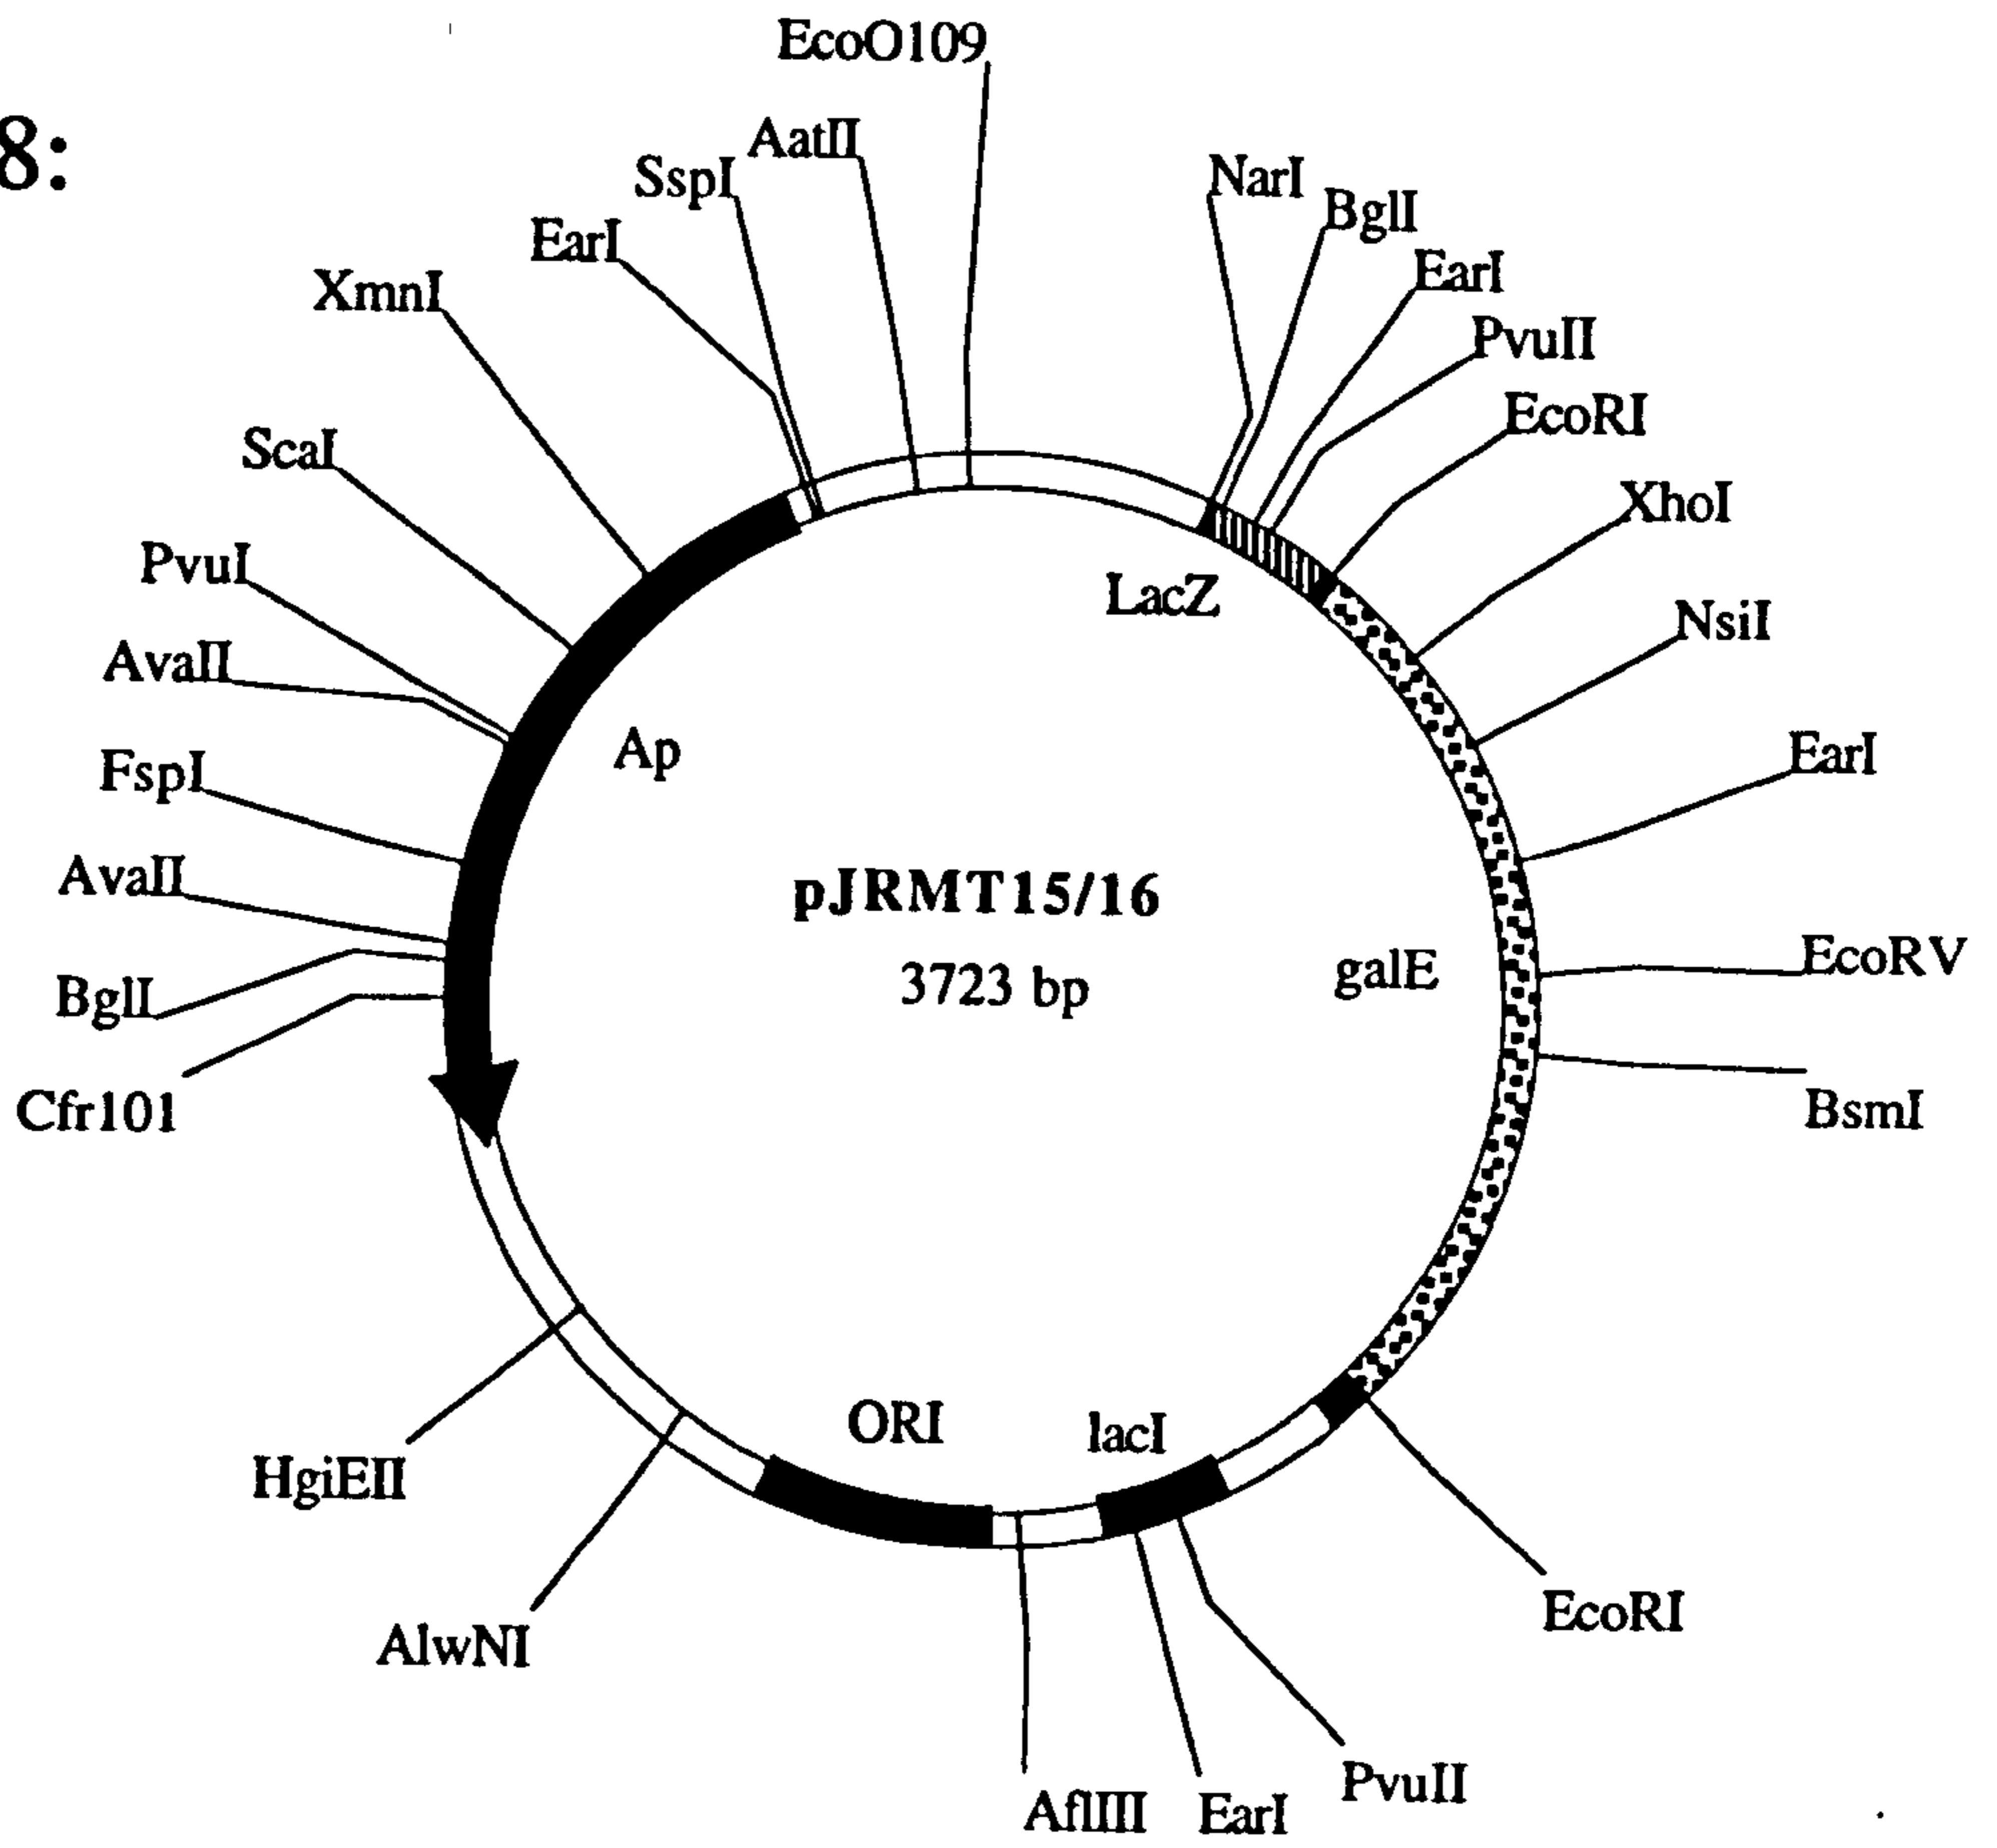 8:
EcoO109
AatII
SspI
EarI
XmnI
ScaI
PvuI
AvaII
FspI
AvaII
BglI
Cfr101
HgiEII
AlwNI
AflIII
EarI
PvuII
EcoRI
BsmI
EcoRV
EarI
NsiI
XhoI
EcoRI
PvuII
EarI
BglI
NarI
LacZ
Ap
pJRMT15/16
3723 bp
galE
ORI
lacI